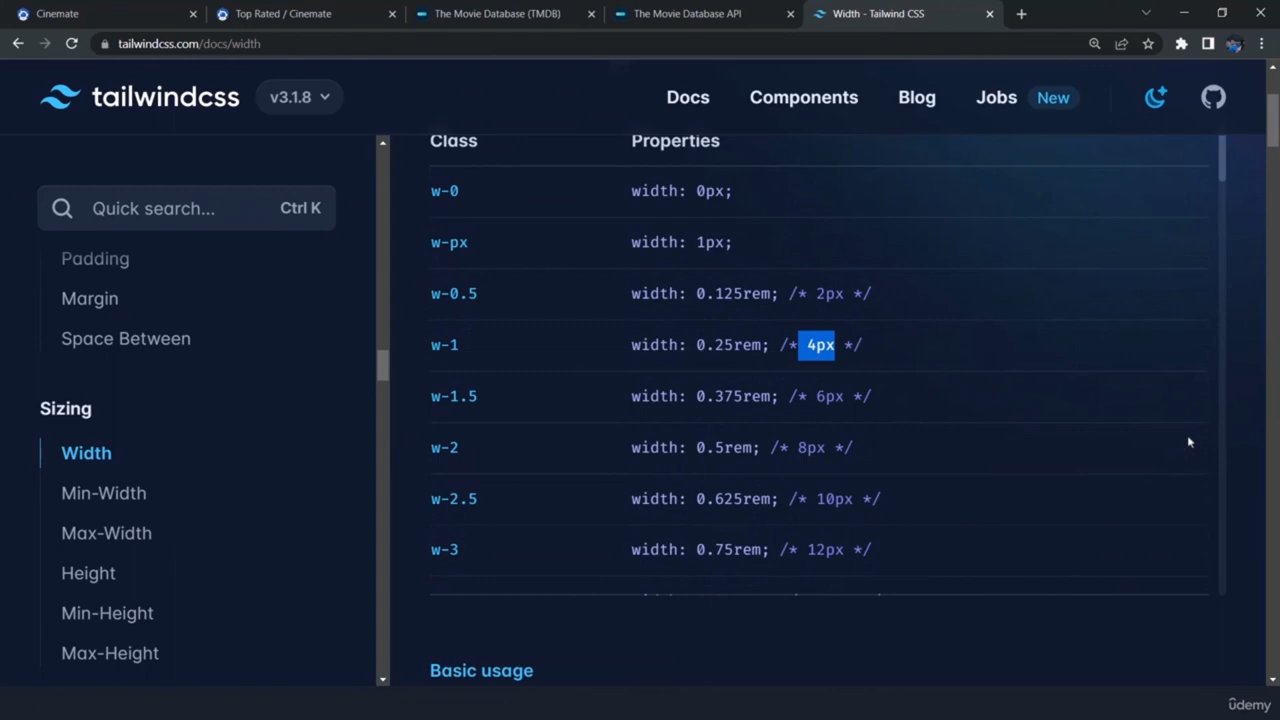 Cinemate
Top Rated / Cinemate
The Movie Database (TMDB)
The Movie Database API
Width - Tailwind CSS
tailwindcss.com/docs/width
tailwindcss
v3.1.8
Docs
Components
Blog
Jobs
New
Quick search...
Ctrl K
Padding
Margin
Space Between
Sizing
Width
Min-Width
Max-Width
Height
Min-Height
Max-Height
Class Properties
w-0 width: 0px;
w-px width: 1px;
w-0.5 width: 0.125rem; /* 2px */
w-1 width: 0.25rem; /* 4px */
w-1.5 width: 0.375rem; /* 6px */
w-2 width: 0.5rem; /* 8px */
w-2.5 width: 0.625rem; /* 10px */
w-3 width: 0.75rem; /* 12px */
Basic usage
ûdemy